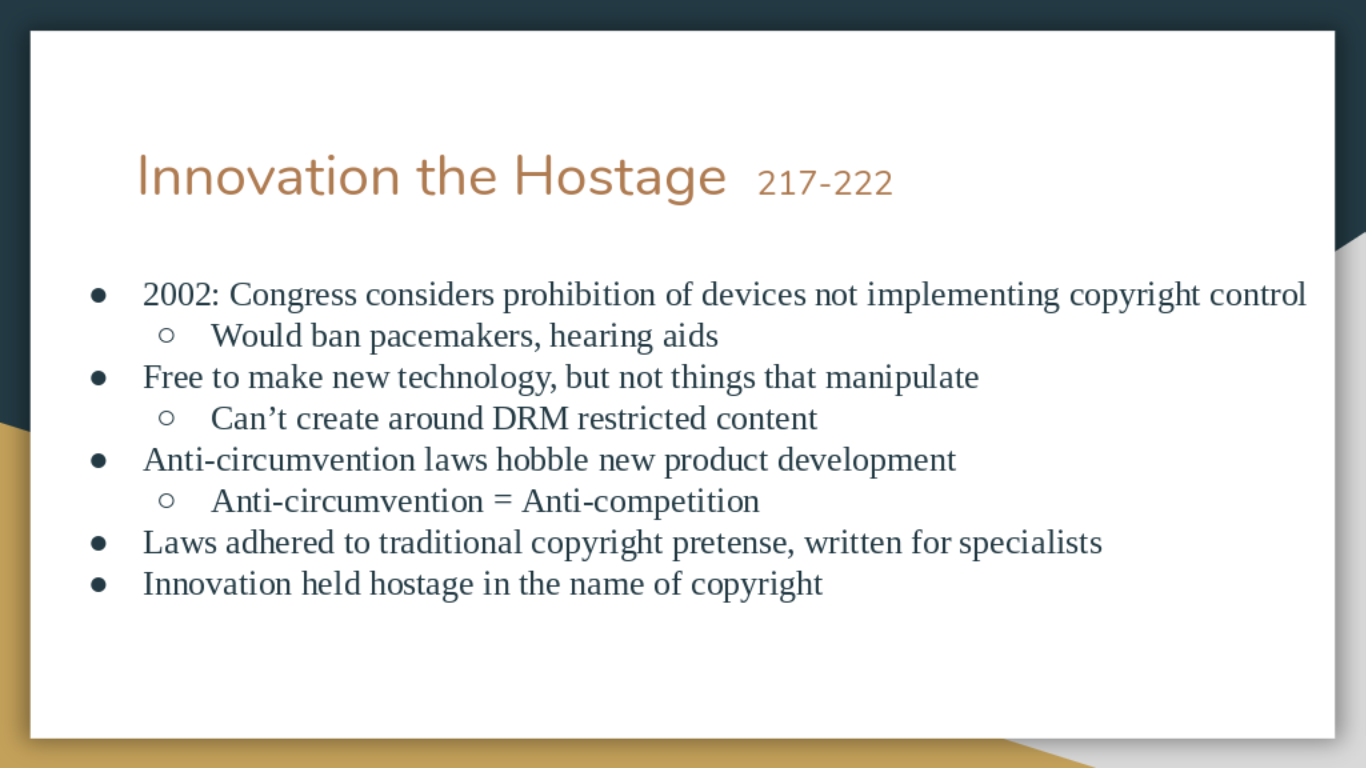 Innovation the Hostage 217-222
● 2002: Congress considers prohibition of devices not implementing copyright control
○ Would ban pacemakers, hearing aids
● Free to make new technology, but not things that manipulate
○ Can’t create around DRM restricted content
● Anti-circumvention laws hobble new product development
○ Anti-circumvention = Anti-competition
● Laws adhered to traditional copyright pretense, written for specialists
● Innovation held hostage in the name of copyright